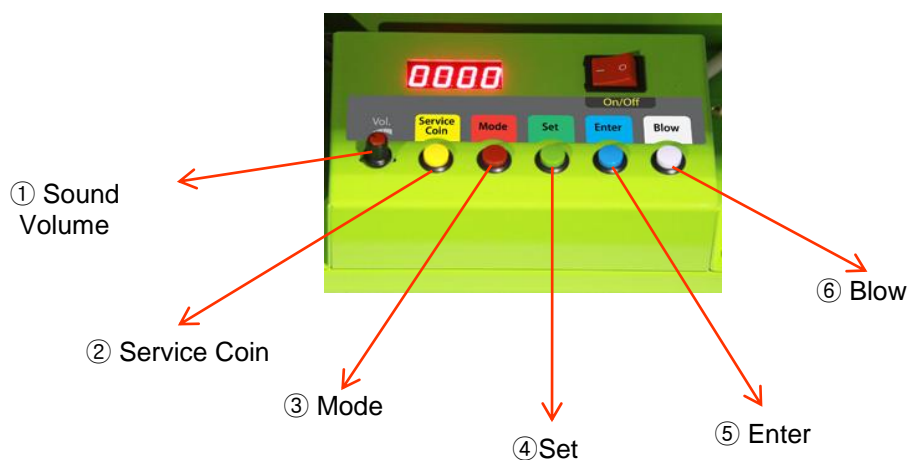 0000
On/Off
Vol.
Service
Coin
Mode
Set
Enter
Blow
① Sound
Volume
⑥ Blow
② Service Coin
③ Mode
⑤ Enter
④Set